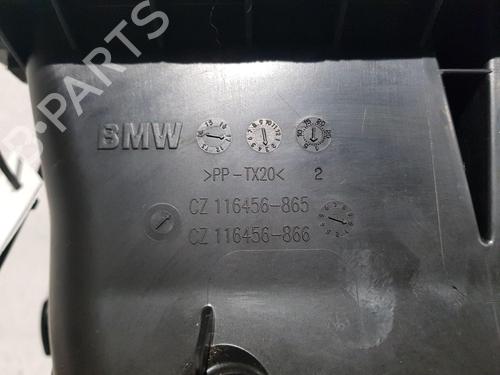 B-PARTS
BMW
>PP-TX20< 2
CZ 116456-865
CZ 116456-866